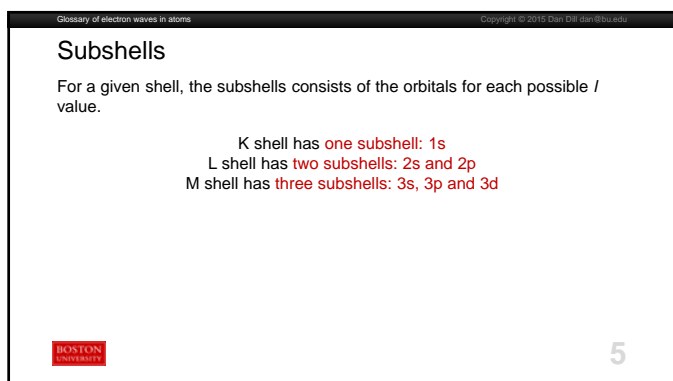 Glossary of electron waves in atoms
Copyright © 2015 Dan Dill dan@bu.edu
Subshells
For a given shell, the subshells consists of the orbitals for each possible l
value.
K shell has one subshell: 1s
L shell has two subshells: 2s and 2p
M shell has three subshells: 3s, 3p and 3d
BOSTON
UNIVERSITY
5